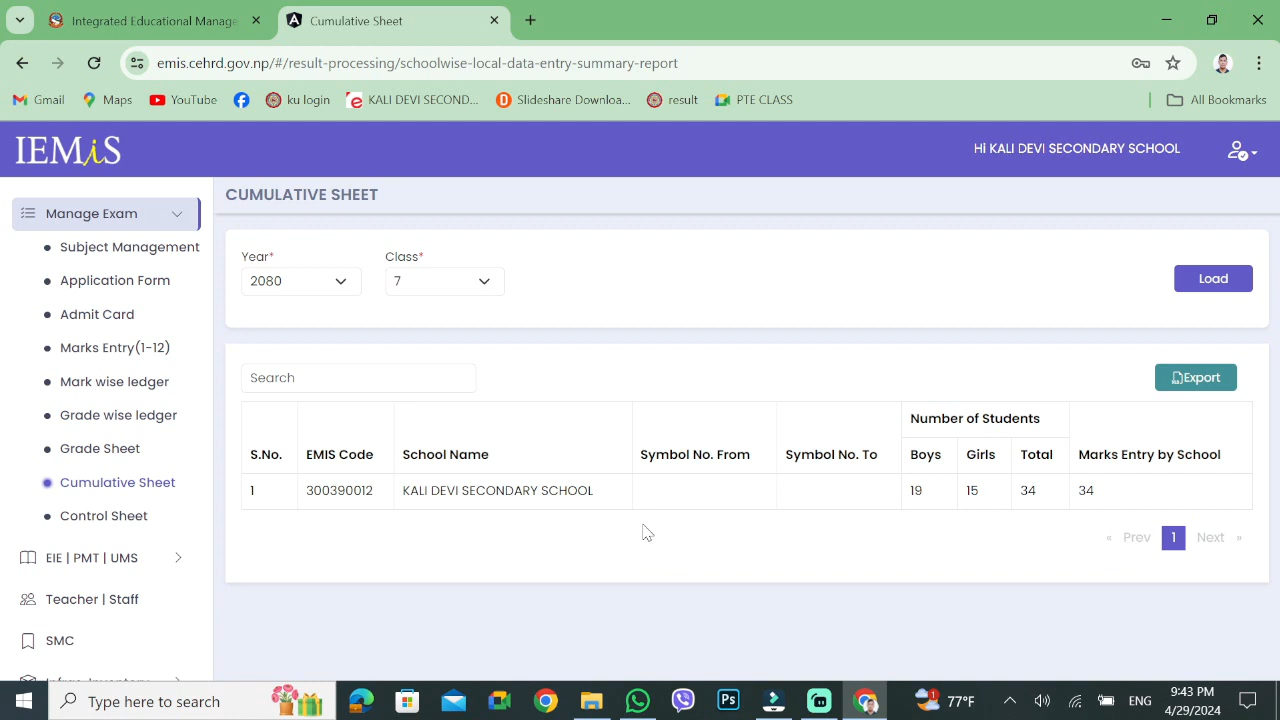 Integrated Educational Manage
Cumulative Sheet
emis.cehrd.gov.np/#/result-processing/schoolwise-local-data-entry-summary-report
Gmail
Maps
YouTube
ku login
KALI DEVI SECOND...
Slideshare Downloa...
result
PTE CLASS
All Bookmarks
IEMiS
Hi KALI DEVI SECONDARY SCHOOL
Manage Exam
Subject Management
Application Form
Admit Card
Marks Entry(1-12)
Mark wise ledger
Grade wise ledger
Grade Sheet
Cumulative Sheet
Control Sheet
EIE | PMT | UMS
Teacher | Staff
SMC
CUMULATIVE SHEET
Year* Class*
2080 7
Load
Search
Export
Number of Students
S.No. EMIS Code School Name Symbol No. From Symbol No. To Boys Girls Total Marks Entry by School
1 300390012 KALI DEVI SECONDARY SCHOOL 19 15 34 34
« Prev 1 Next »
Type here to search
1
77°F
ENG
9:43 PM
4/29/2024